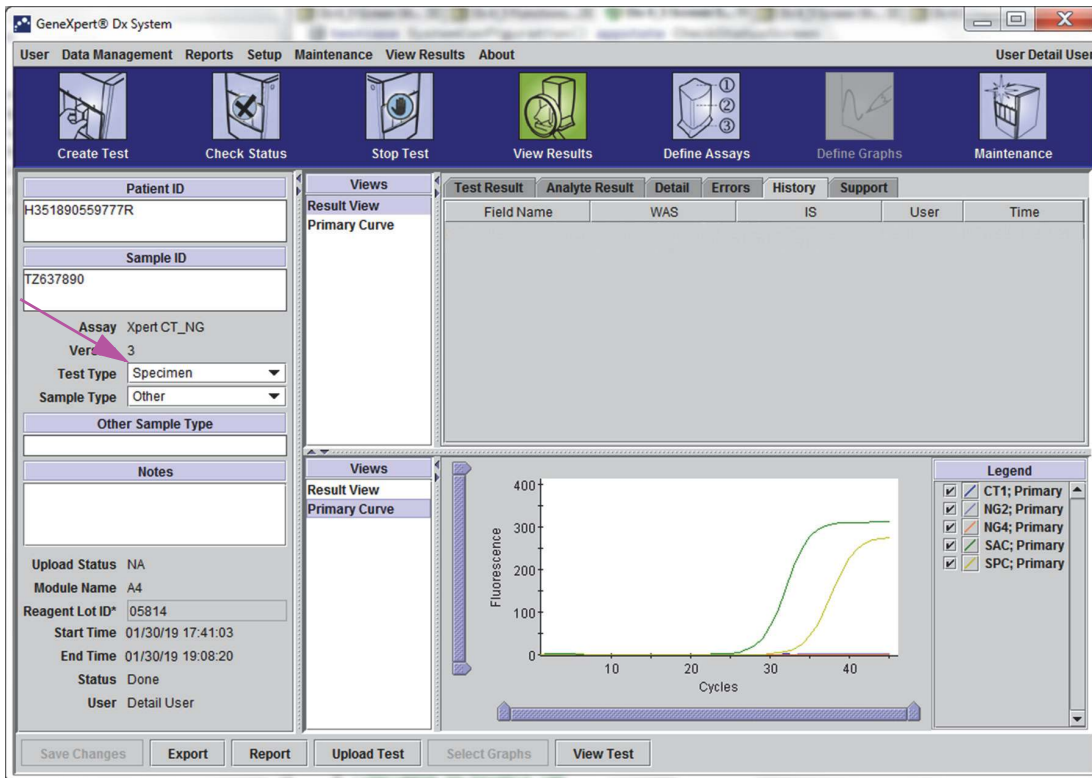 GeneXpert® Dx System
User Data Management Reports Setup Maintenance View Results About User Detail User
Create Test Check Status Stop Test View Results Define Assays Define Graphs Maintenance
Patient ID
H351890559777R
Sample ID
TZ637890
Assay Xpert CT_NG
3
Test Type Specimen
Sample Type Other
Other Sample Type
Notes
Upload Status NA
Module Name A4
Reagent Lot ID* 05814
Start Time 01/30/19 17:41:03
End Time 01/30/19 19:08:20
Status Done
User Detail User
Views
Result View
Primary Curve
Test Result Analyte Result Detail Errors History Support
Field Name WAS IS User Time
Views
Result View
Primary Curve
400
300
200
100
0
Fluorescence
10 20 30 40
Cycles
Legend
CT1; Primary
NG2; Primary
NG4; Primary
SAC; Primary
SPC; Primary
Save Changes Export Report Upload Test Select Graphs View Test